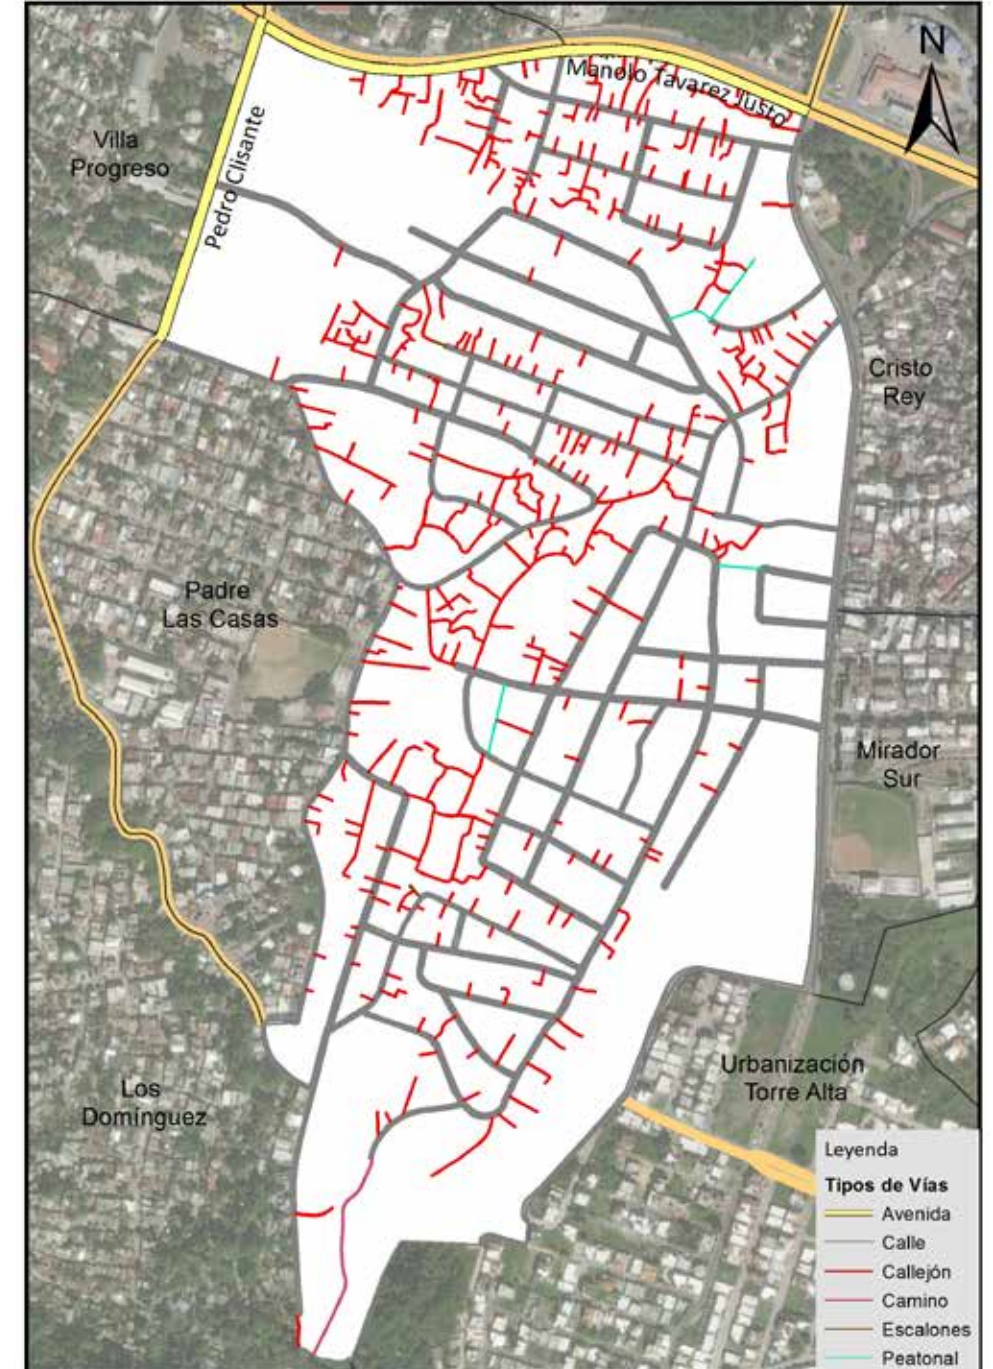 N
Manolo Tavarez Justo
Pedro Clisante
Villa
Progreso
Cristo
Rey
Padre
Las Casas
Mirador
Sur
Urbanización
Torre Alta
Los
Domínguez
Leyenda
Tipos de Vías
Avenida
Calle
Callejón
Camino
Escalones
Peatonal